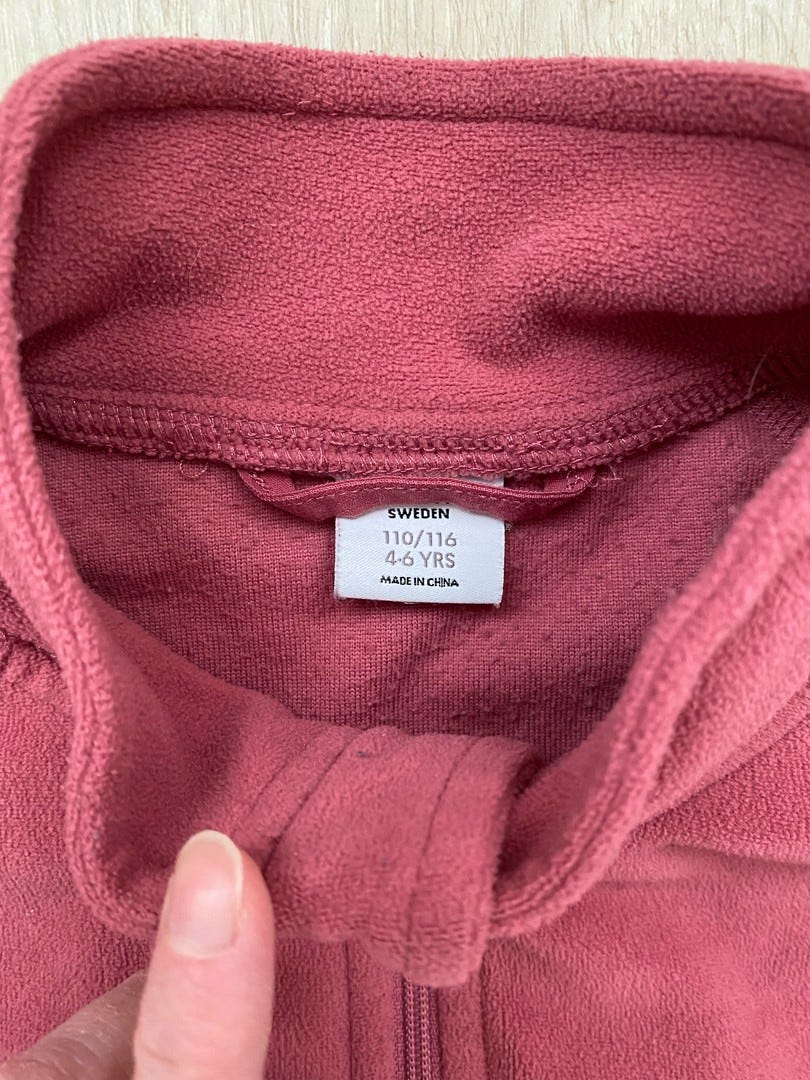 SWEDEN
110/116
4-6 YRS
MADE IN CHINA